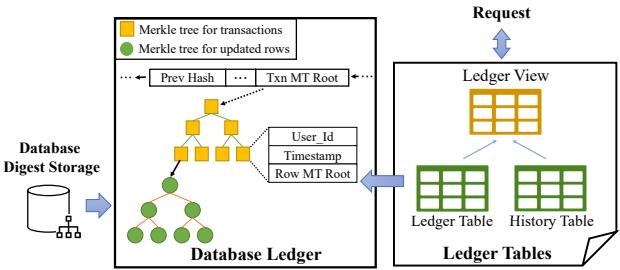 Request
Merkle tree for transactions
Merkle tree for updated rows
··· Prev Hash ··· Txn MT Root ···
Ledger View
User_Id
Timestamp
Row MT Root
Database
Digest Storage
Ledger Table History Table
Database Ledger
Ledger Tables